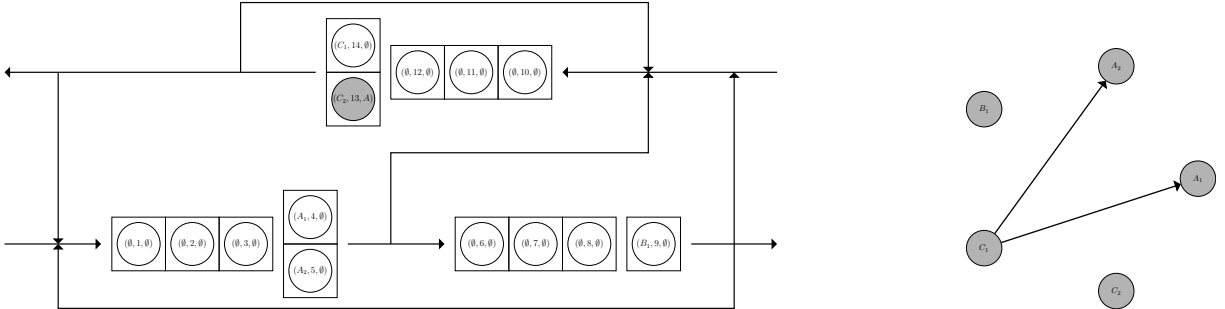 (C₁, 14, ∅)
(∅, 12, ∅) (∅, 11, ∅) (∅, 10, ∅)
(C₂, 13, A)
(A₁, 4, ∅)
(∅, 1, ∅) (∅, 2, ∅) (∅, 3, ∅)
(A₂, 5, ∅)
(∅, 6, ∅) (∅, 7, ∅) (∅, 8, ∅) (B₁, 9, ∅)
A₂
B₁
A₁
C₁
C₂